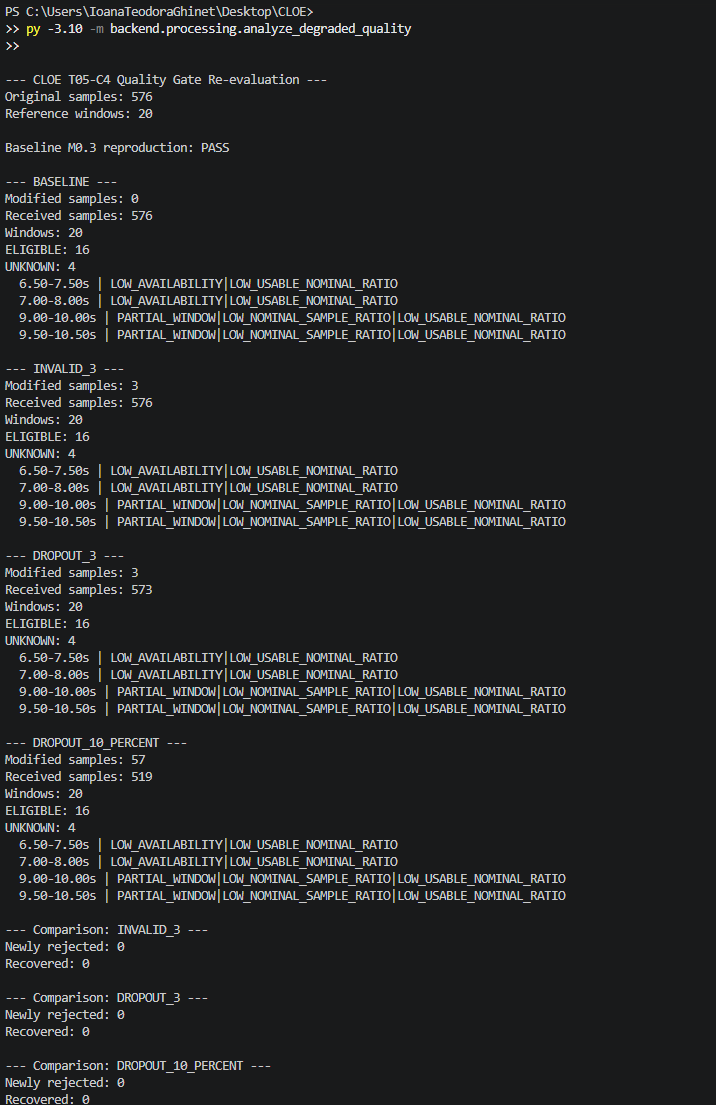 PS C:\Users\IoanaTeodoraGhinet\Desktop\CLOE>
>> py -3.10 -m backend.processing.analyze_degraded_quality
>>
--- CLOE T05-C4 Quality Gate Re-evaluation ---
Original samples: 576
Reference windows: 20
Baseline M0.3 reproduction: PASS
--- BASELINE ---
Modified samples: 0
Received samples: 576
Windows: 20
ELIGIBLE: 16
UNKNOWN: 4
6.50-7.50s | LOW_AVAILABILITY|LOW_USABLE_NOMINAL_RATIO
7.00-8.00s | LOW_AVAILABILITY|LOW_USABLE_NOMINAL_RATIO
9.00-10.00s | PARTIAL_WINDOW|LOW_NOMINAL_SAMPLE_RATIO|LOW_USABLE_NOMINAL_RATIO
9.50-10.50s | PARTIAL_WINDOW|LOW_NOMINAL_SAMPLE_RATIO|LOW_USABLE_NOMINAL_RATIO
--- INVALID_3 ---
Modified samples: 3
Received samples: 576
Windows: 20
ELIGIBLE: 16
UNKNOWN: 4
6.50-7.50s | LOW_AVAILABILITY|LOW_USABLE_NOMINAL_RATIO
7.00-8.00s | LOW_AVAILABILITY|LOW_USABLE_NOMINAL_RATIO
9.00-10.00s | PARTIAL_WINDOW|LOW_NOMINAL_SAMPLE_RATIO|LOW_USABLE_NOMINAL_RATIO
9.50-10.50s | PARTIAL_WINDOW|LOW_NOMINAL_SAMPLE_RATIO|LOW_USABLE_NOMINAL_RATIO
--- DROPOUT_3 ---
Modified samples: 3
Received samples: 573
Windows: 20
ELIGIBLE: 16
UNKNOWN: 4
6.50-7.50s | LOW_AVAILABILITY|LOW_USABLE_NOMINAL_RATIO
7.00-8.00s | LOW_AVAILABILITY|LOW_USABLE_NOMINAL_RATIO
9.00-10.00s | PARTIAL_WINDOW|LOW_NOMINAL_SAMPLE_RATIO|LOW_USABLE_NOMINAL_RATIO
9.50-10.50s | PARTIAL_WINDOW|LOW_NOMINAL_SAMPLE_RATIO|LOW_USABLE_NOMINAL_RATIO
--- DROPOUT_10_PERCENT ---
Modified samples: 57
Received samples: 519
Windows: 20
ELIGIBLE: 16
UNKNOWN: 4
6.50-7.50s | LOW_AVAILABILITY|LOW_USABLE_NOMINAL_RATIO
7.00-8.00s | LOW_AVAILABILITY|LOW_USABLE_NOMINAL_RATIO
9.00-10.00s | PARTIAL_WINDOW|LOW_NOMINAL_SAMPLE_RATIO|LOW_USABLE_NOMINAL_RATIO
9.50-10.50s | PARTIAL_WINDOW|LOW_NOMINAL_SAMPLE_RATIO|LOW_USABLE_NOMINAL_RATIO
--- Comparison: INVALID_3 ---
Newly rejected: 0
Recovered: 0
--- Comparison: DROPOUT_3 ---
Newly rejected: 0
Recovered: 0
--- Comparison: DROPOUT_10_PERCENT ---
Newly rejected: 0
Recovered: 0